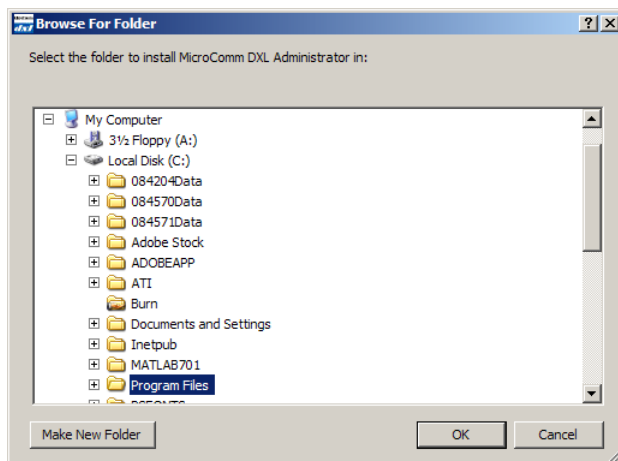 Browse For Folder
Select the folder to install MicroComm DXL Administrator in:
My Computer
3½ Floppy (A:)
Local Disk (C:)
084204Data
084570Data
084571Data
Adobe Stock
ADOBEAPP
ATI
Burn
Documents and Settings
Inetpub
MATLAB701
Program Files
Make New Folder
OK
Cancel